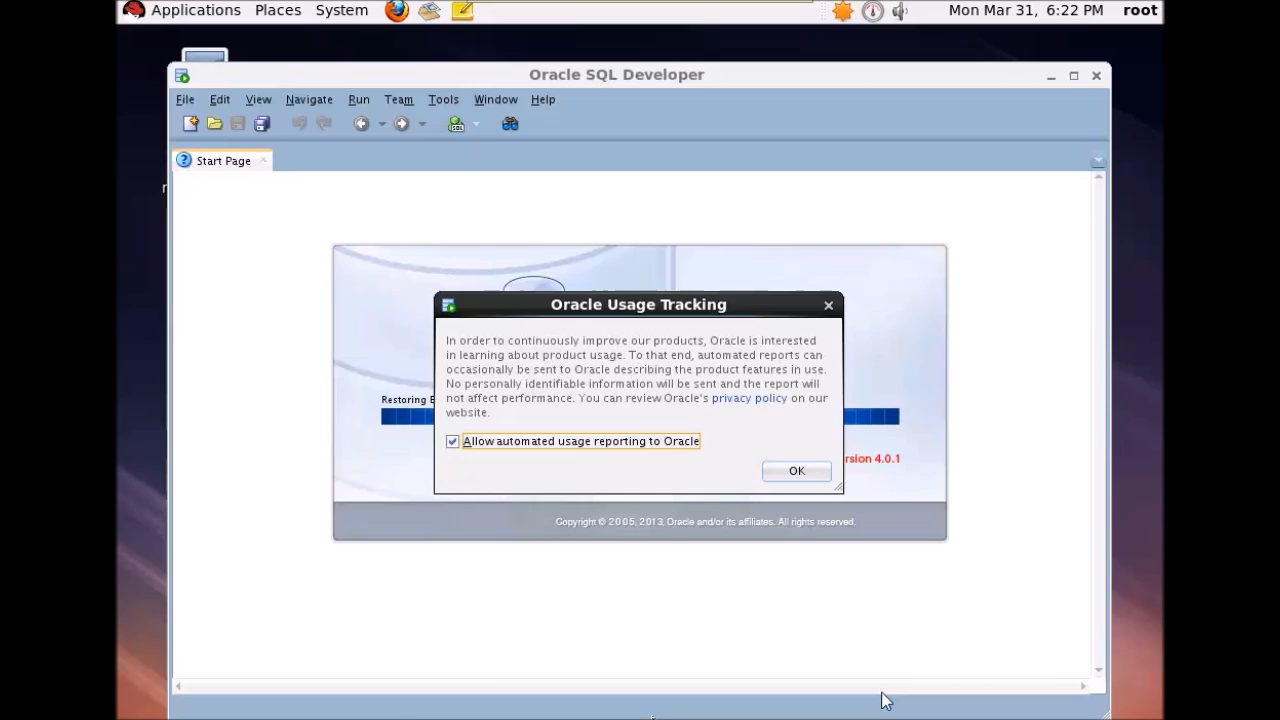 Applications Places System Mon Mar 31, 6:22 PM root
Oracle SQL Developer
File Edit View Navigate Run Team Tools Window Help
SQL
? Start Page
Oracle Usage Tracking
In order to continuously improve our products, Oracle is interested
in learning about product usage. To that end, automated reports can
occasionally be sent to Oracle describing the product features in use.
No personally identifiable information will be sent and the report will
not affect performance. You can review Oracle's privacy policy on our
website.
Restoring
Allow automated usage reporting to Oracle
4.0.1
OK
Copyright © 2005, 2013, Oracle and/or its affiliates. All rights reserved.